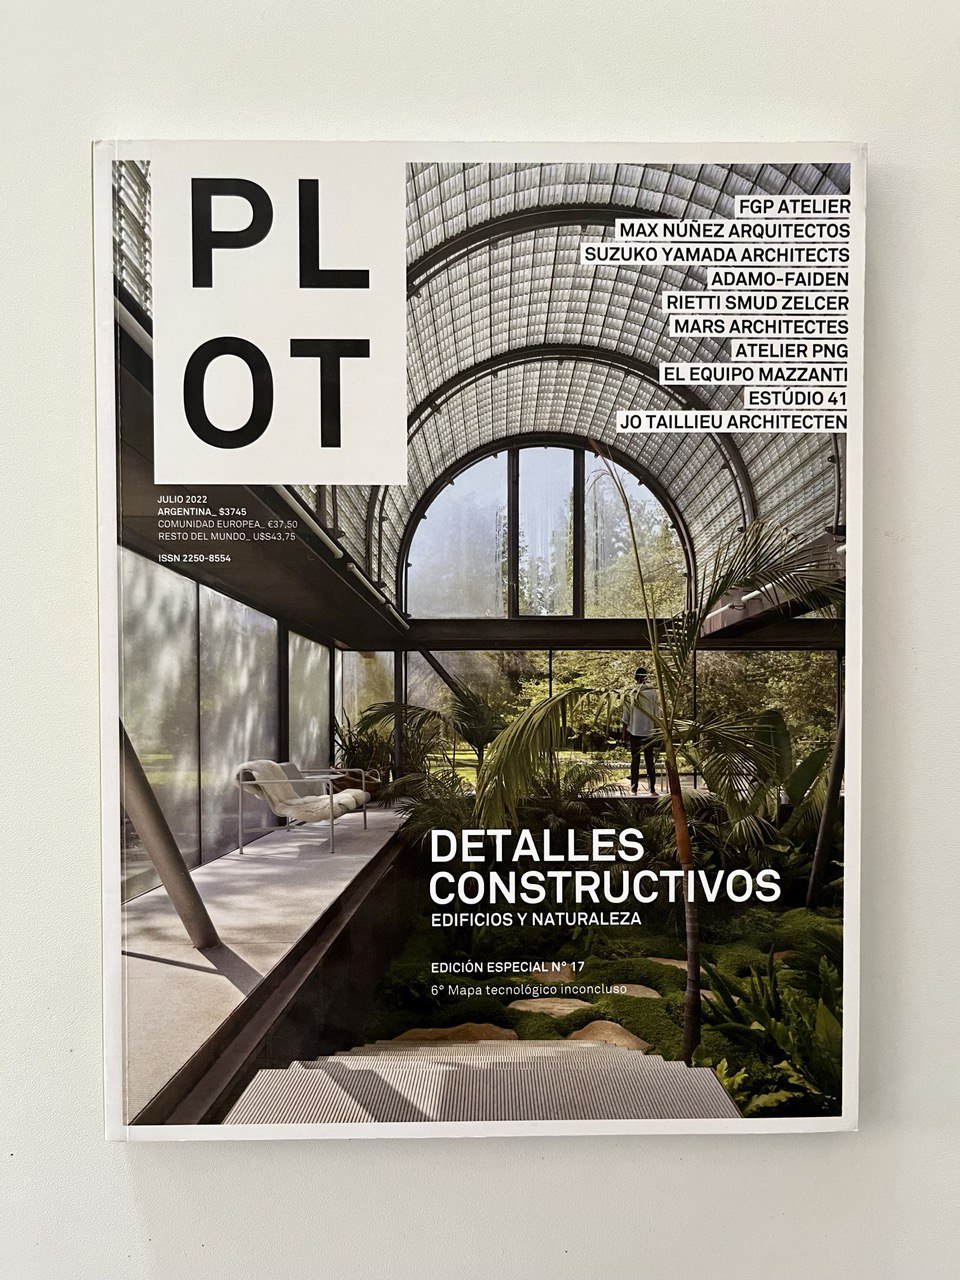 PL
OT
JULIO 2022
ARGENTINA_ $3745
COMUNIDAD EUROPEA_ €37,50
RESTO DEL MUNDO_ U$S43,75
ISSN 2250-8554
FGP ATELIER
MAX NÚÑEZ ARQUITECTOS
SUZUKO YAMADA ARCHITECTS
ADAMO-FAIDEN
RIETTI SMUD ZELCER
MARS ARCHITECTES
ATELIER PNG
EL EQUIPO MAZZANTI
ESTÚDIO 41
JO TAILLIEU ARCHITECTEN
DETALLES
CONSTRUCTIVOS
EDIFICIOS Y NATURALEZA
EDICIÓN ESPECIAL N° 17
6° Mapa tecnológico inconcluso